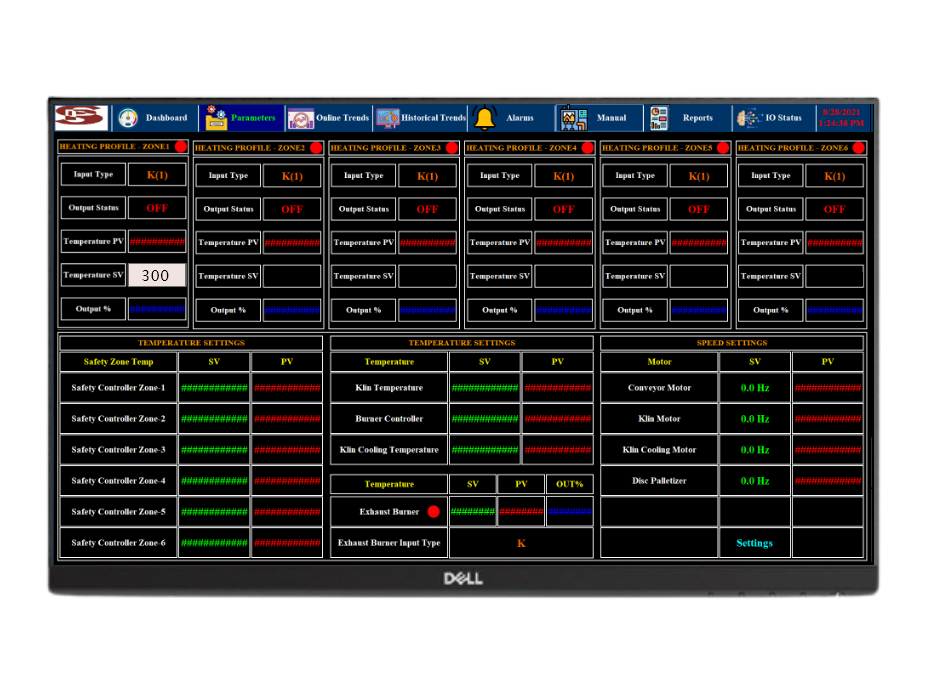 Dashboard Parameters Online Trends Historical Trends Alarms Manual Reports IO Status 8/28/2021
1:24:38 PM
HEATING PROFILE - ZONE1 HEATING PROFILE - ZONE2 HEATING PROFILE - ZONE3 HEATING PROFILE - ZONE4 HEATING PROFILE - ZONE5 HEATING PROFILE - ZONE6
Input Type K(1) Input Type K(1) Input Type K(1) Input Type K(1) Input Type K(1) Input Type K(1)
Output Status OFF Output Status OFF Output Status OFF Output Status OFF Output Status OFF Output Status OFF
Temperature PV ########## Temperature PV ########## Temperature PV ########## Temperature PV ########## Temperature PV ########## Temperature PV ##########
Temperature SV 300 Temperature SV Temperature SV Temperature SV Temperature SV Temperature SV
Output % ########## Output % ########## Output % ########## Output % ########## Output % ########## Output % ##########
TEMPERATURE SETTINGS TEMPERATURE SETTINGS SPEED SETTINGS
Safety Zone Temp SV PV Temperature SV PV Motor SV PV
Safety Controller Zone-1 ############ ############ Klin Temperature ############ ############ Conveyor Motor 0.0 Hz ############
Safety Controller Zone-2 ############ ############ Burner Controller ############ ############ Klin Motor 0.0 Hz ############
Safety Controller Zone-3 ############ ############ Klin Cooling Temperature ############ ############ Klin Cooling Motor 0.0 Hz ############
Safety Controller Zone-4 ############ ############ Temperature SV PV OUT% Disc Palletizer 0.0 Hz ############
Safety Controller Zone-5 ############ ############ Exhaust Burner ######## ######## ########
Safety Controller Zone-6 ############ ############ Exhaust Burner Input Type K Settings
DELL